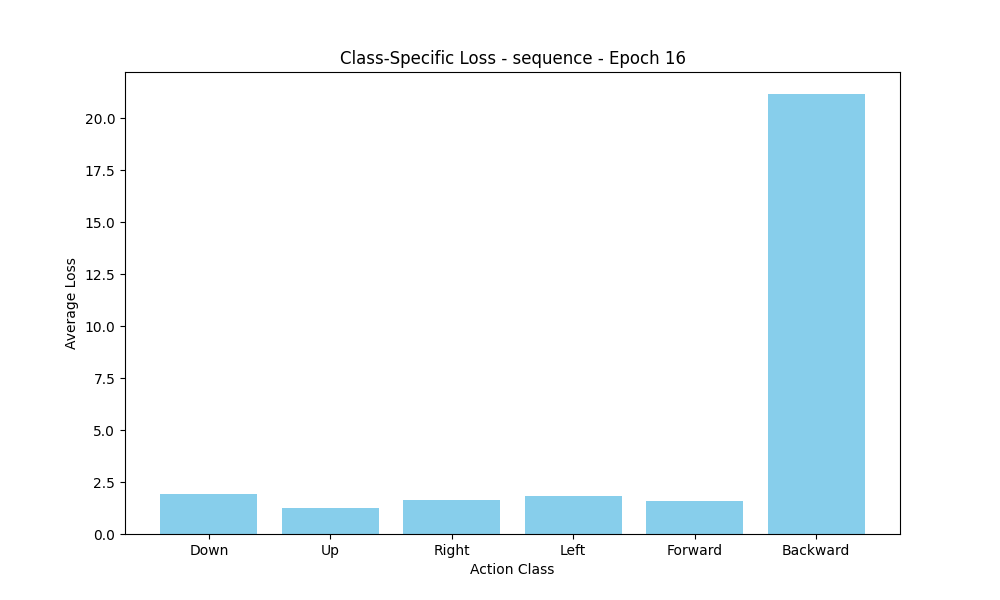 Class-Specific Loss - sequence - Epoch 16
Average Loss
20.0
17.5
15.0
12.5
10.0
7.5
5.0
2.5
0.0
Down Up Right Left Forward Backward
Action Class